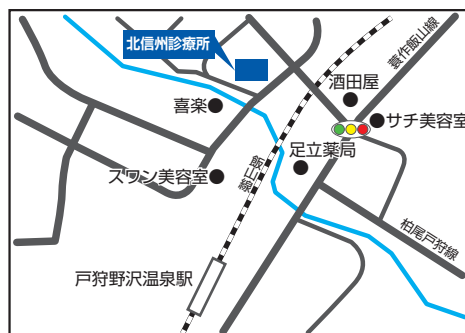 北信州診療所
蓑作飯山線
酒田屋
喜楽
サチ美容室
足立薬局
スワン美容室
飯山線
柏尾戸狩線
戸狩野沢温泉駅